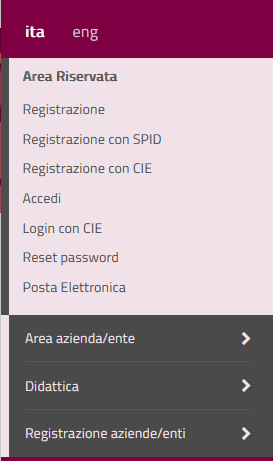 ita eng
Area Riservata
Registrazione
Registrazione con SPID
Registrazione con CIE
Accedi
Login con CIE
Reset password
Posta Elettronica
Area azienda/ente
Didattica
Registrazione aziende/enti